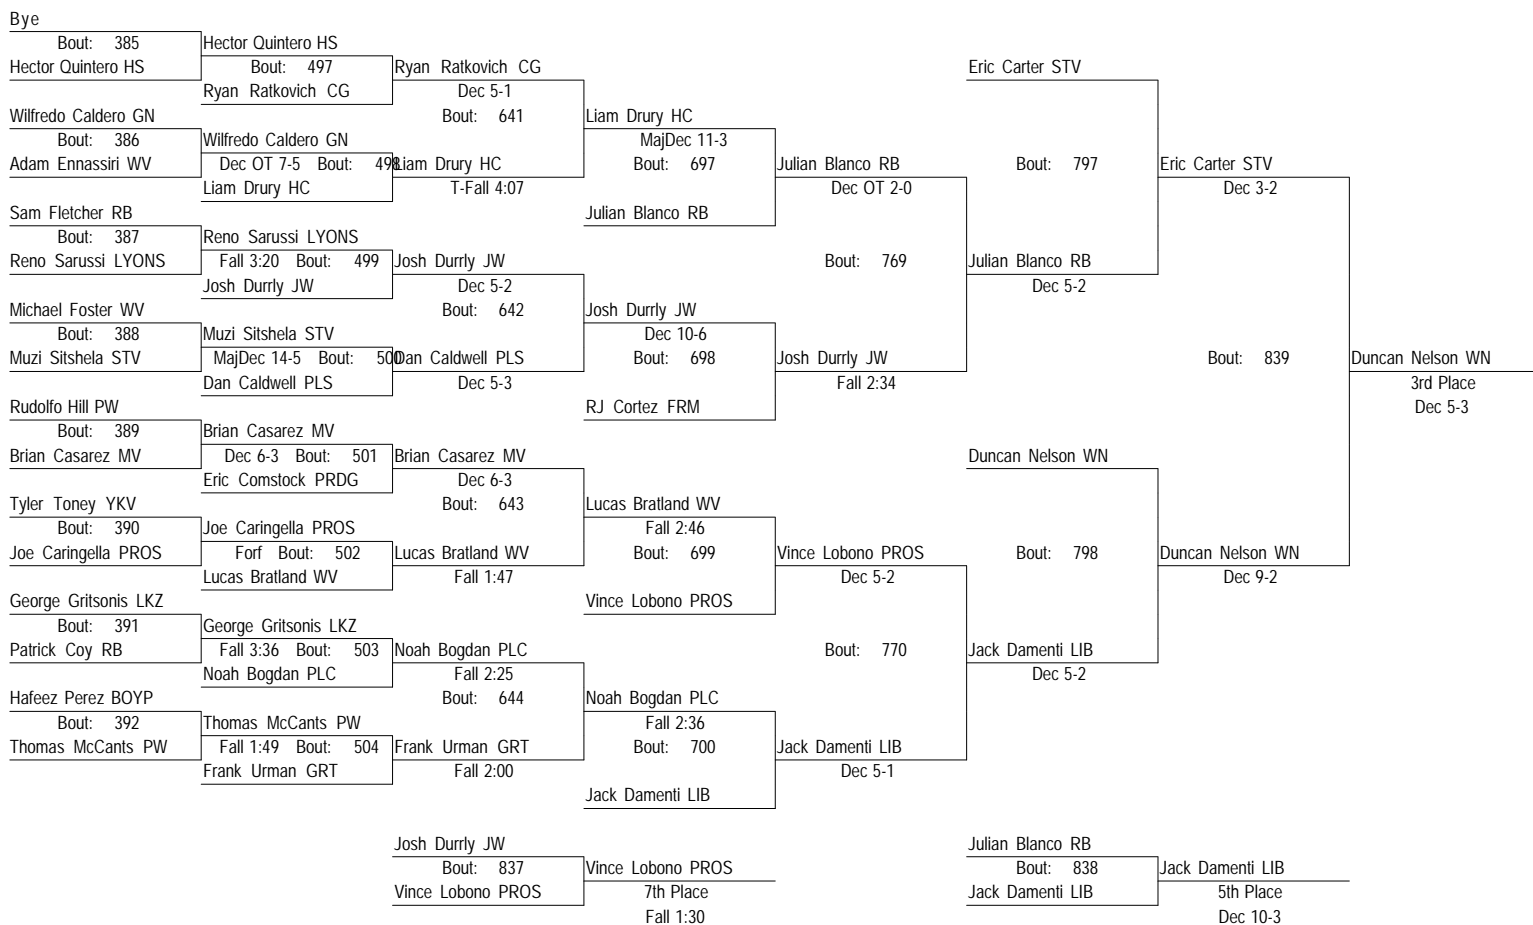 Bye
Bout: 385 Hector Quintero HS
Hector Quintero HS Bout: 497 Ryan Ratkovich CG Eric Carter STV
Ryan Ratkovich CG Dec 5-1
Wilfredo Caldero GN Bout: 641 Liam Drury HC
Bout: 386 Wilfredo Caldero GN MajDec 11-3
Adam Ennassiri WV Dec OT 7-5 Bout: 498 Liam Drury HC Bout: 697 Julian Blanco RB Bout: 797 Eric Carter STV
Liam Drury HC T-Fall 4:07 Dec OT 2-0 Dec 3-2
Sam Fletcher RB Julian Blanco RB
Bout: 387 Reno Sarussi LYONS
Reno Sarussi LYONS Fall 3:20 Bout: 499 Josh Durrly JW Bout: 769 Julian Blanco RB
Josh Durrly JW Dec 5-2 Dec 5-2
Michael Foster WV Bout: 642 Josh Durrly JW
Bout: 388 Muzi Sitshela STV Dec 10-6
Muzi Sitshela STV MajDec 14-5 Bout: 500 Dan Caldwell PLS Bout: 698 Josh Durrly JW Bout: 839 Duncan Nelson WN
Dan Caldwell PLS Dec 5-3 Fall 2:34 3rd Place
Rudolfo Hill PW RJ Cortez FRM Dec 5-3
Bout: 389 Brian Casarez MV
Brian Casarez MV Dec 6-3 Bout: 501 Brian Casarez MV Duncan Nelson WN
Eric Comstock PRDG Dec 6-3
Tyler Toney YKV Bout: 643 Lucas Bratland WV
Bout: 390 Joe Caringella PROS Fall 2:46
Joe Caringella PROS Forf Bout: 502 Lucas Bratland WV Bout: 699 Vince Lobono PROS Bout: 798 Duncan Nelson WN
Lucas Bratland WV Fall 1:47 Dec 5-2 Dec 9-2
George Gritsonis LKZ Vince Lobono PROS
Bout: 391 George Gritsonis LKZ
Patrick Coy RB Fall 3:36 Bout: 503 Noah Bogdan PLC Bout: 770 Jack Damenti LIB
Noah Bogdan PLC Fall 2:25 Dec 5-2
Hafeez Perez BOYP Bout: 644 Noah Bogdan PLC
Bout: 392 Thomas McCants PW Fall 2:36
Thomas McCants PW Fall 1:49 Bout: 504 Frank Urman GRT Bout: 700 Jack Damenti LIB
Frank Urman GRT Fall 2:00 Dec 5-1
Jack Damenti LIB
Josh Durrly JW Julian Blanco RB
Bout: 837 Vince Lobono PROS Bout: 838 Jack Damenti LIB
Vince Lobono PROS 7th Place Jack Damenti LIB 5th Place
Fall 1:30 Dec 10-3